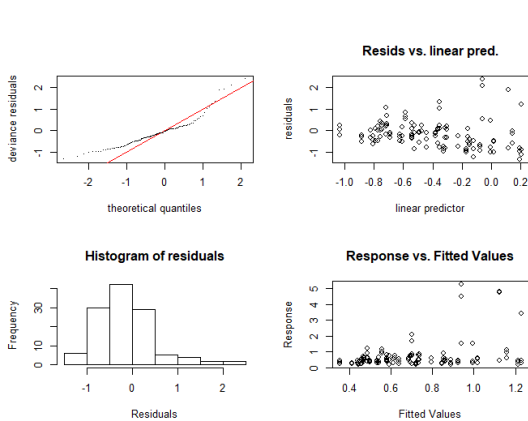 Resids vs. linear pred.
deviance residuals
-1 0 1 2
-2 -1 0 1 2
theoretical quantiles
residuals
-1 0 1 2
-1.0 -0.8 -0.6 -0.4 -0.2 0.0 0.2
linear predictor
Histogram of residuals
Frequency
0 10 30
-1 0 1 2
Residuals
Response vs. Fitted Values
Response
0 1 2 3 4 5
0.4 0.6 0.8 1.0 1.2
Fitted Values